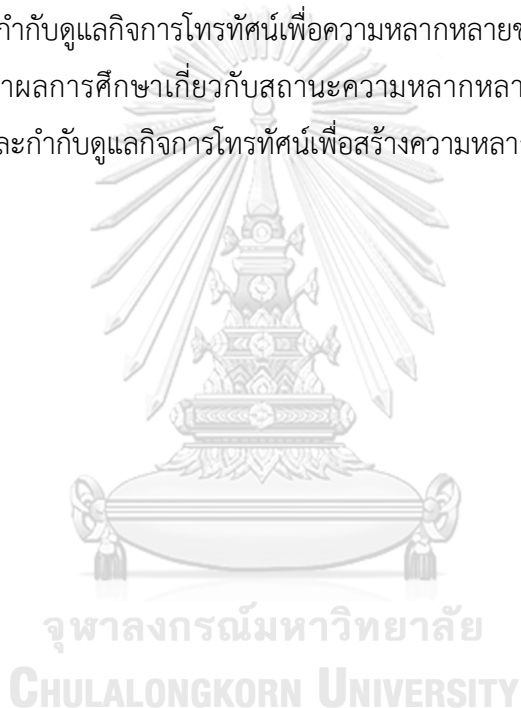 กำกับดูแลกิจการโทรทัศน์เพื่อความหลากหลายข
าผลการศึกษาเกี่ยวกับสถานะความหลากหลา
ละกำกับดูแลกิจการโทรทัศน์เพื่อสร้างความหลาก
จุฬาลงกรณ์มหาวิทยาลัย
CHULALONGKORN UNIVERSITY